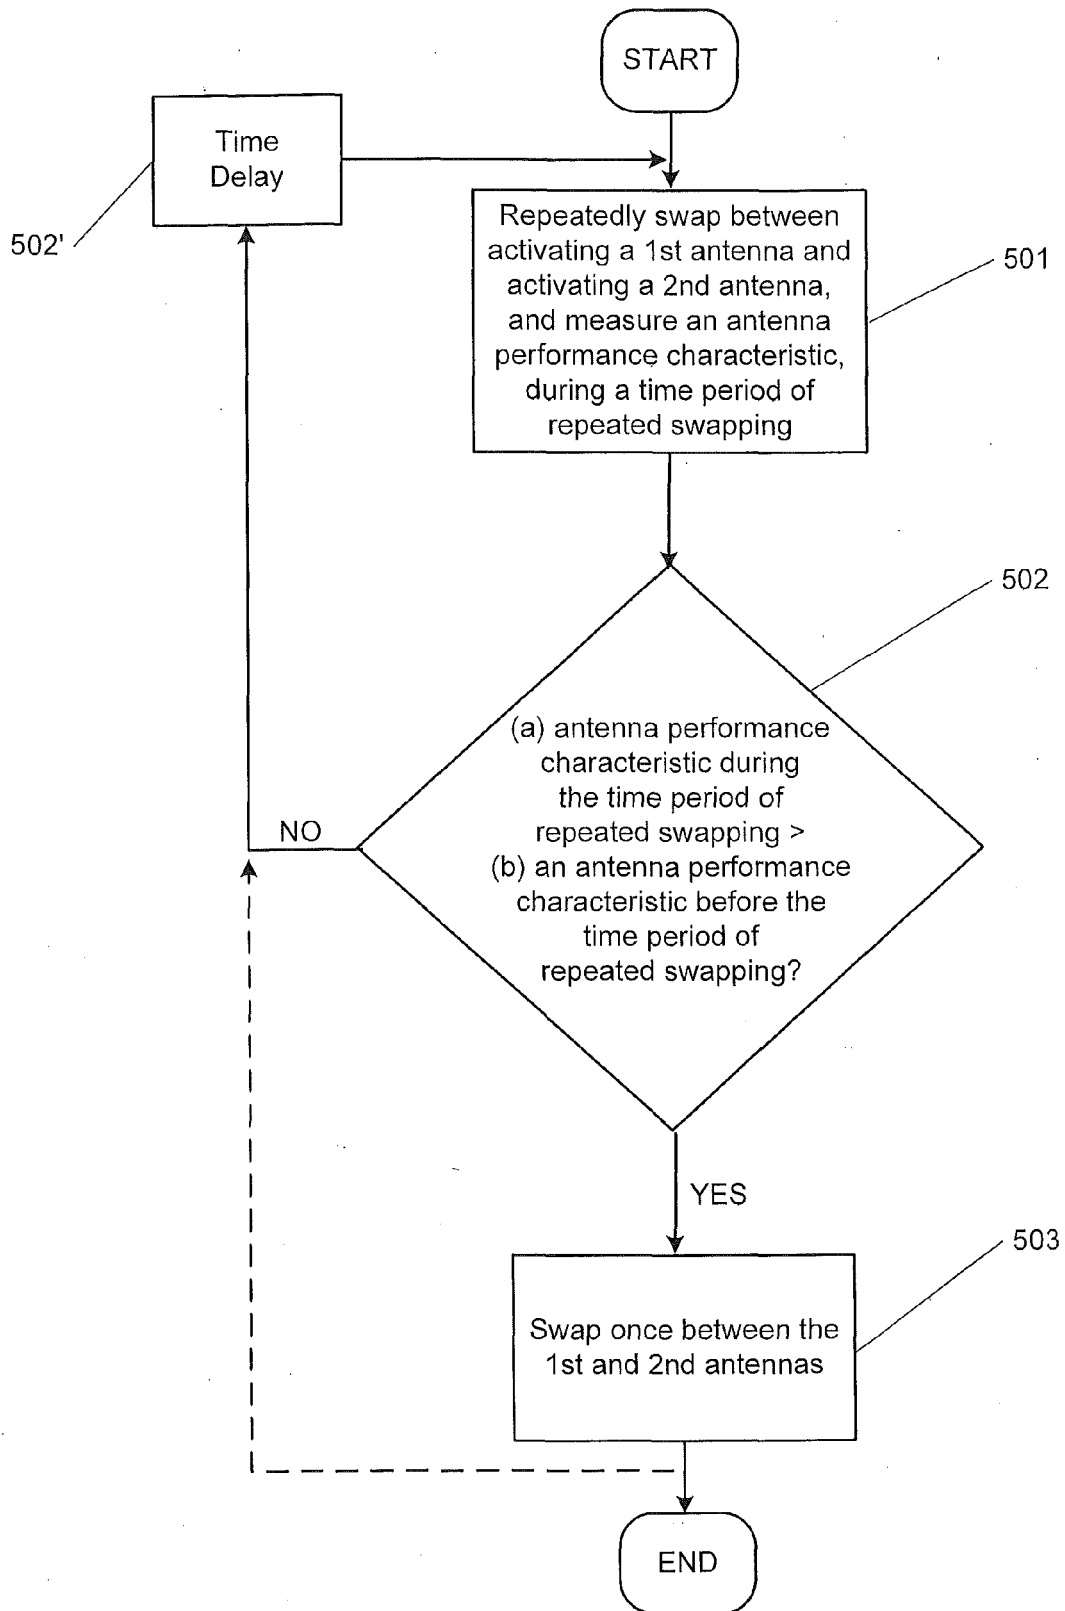 START
Time
Delay
502'
Repeatedly swap between
activating a 1st antenna and
activating a 2nd antenna,
and measure an antenna
performance characteristic,
during a time period of
repeated swapping
501
502
(a) antenna performance
characteristic during
the time period of
repeated swapping >
(b) an antenna performance
characteristic before the
time period of
repeated swapping?
NO
YES
503
Swap once between the
1st and 2nd antennas
END